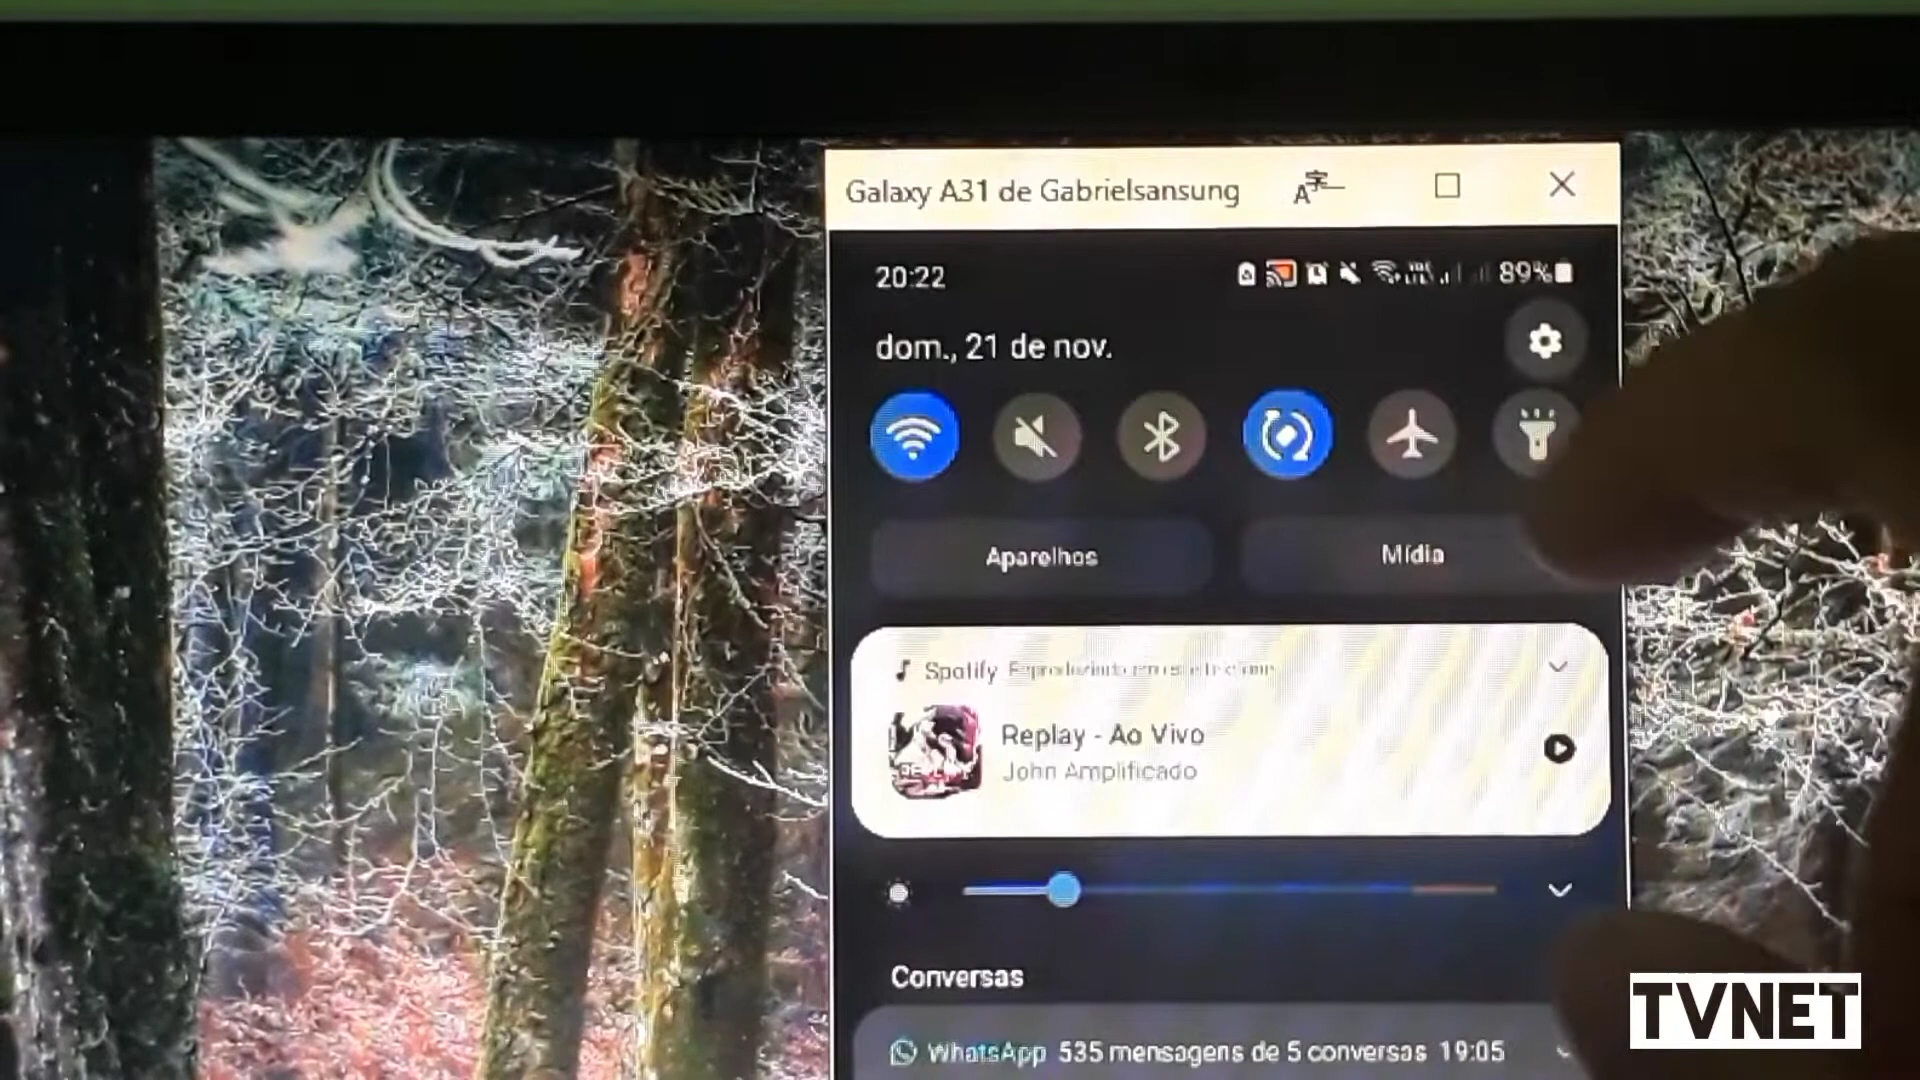 Galaxy A31 de Gabrielsansung
20:22
89%
dom., 21 de nov.
Aparelhos
Mídia
Spotify
Replay - Ao Vivo
John Amplificado
Conversas
WhatsApp 535 mensagens de 5 conversas 19:05
TVNET